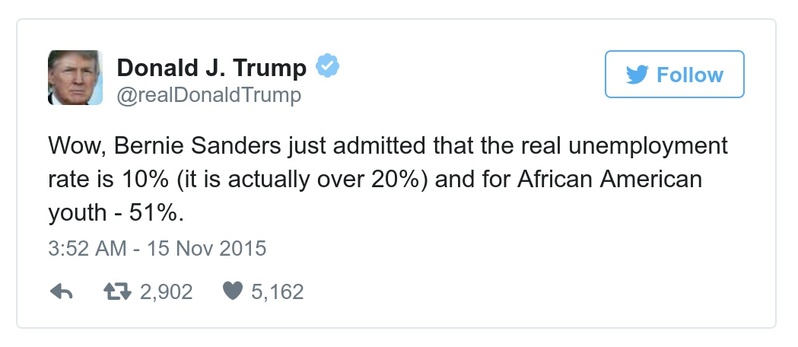 Donald J. Trump
Follow
@realDonaldTrump
Wow, Bernie Sanders just admitted that the real unemployment
rate is 10% (it is actually over 20%) and for African American
youth - 51%.
3:52 AM - 15 Nov 2015
2,902 5,162